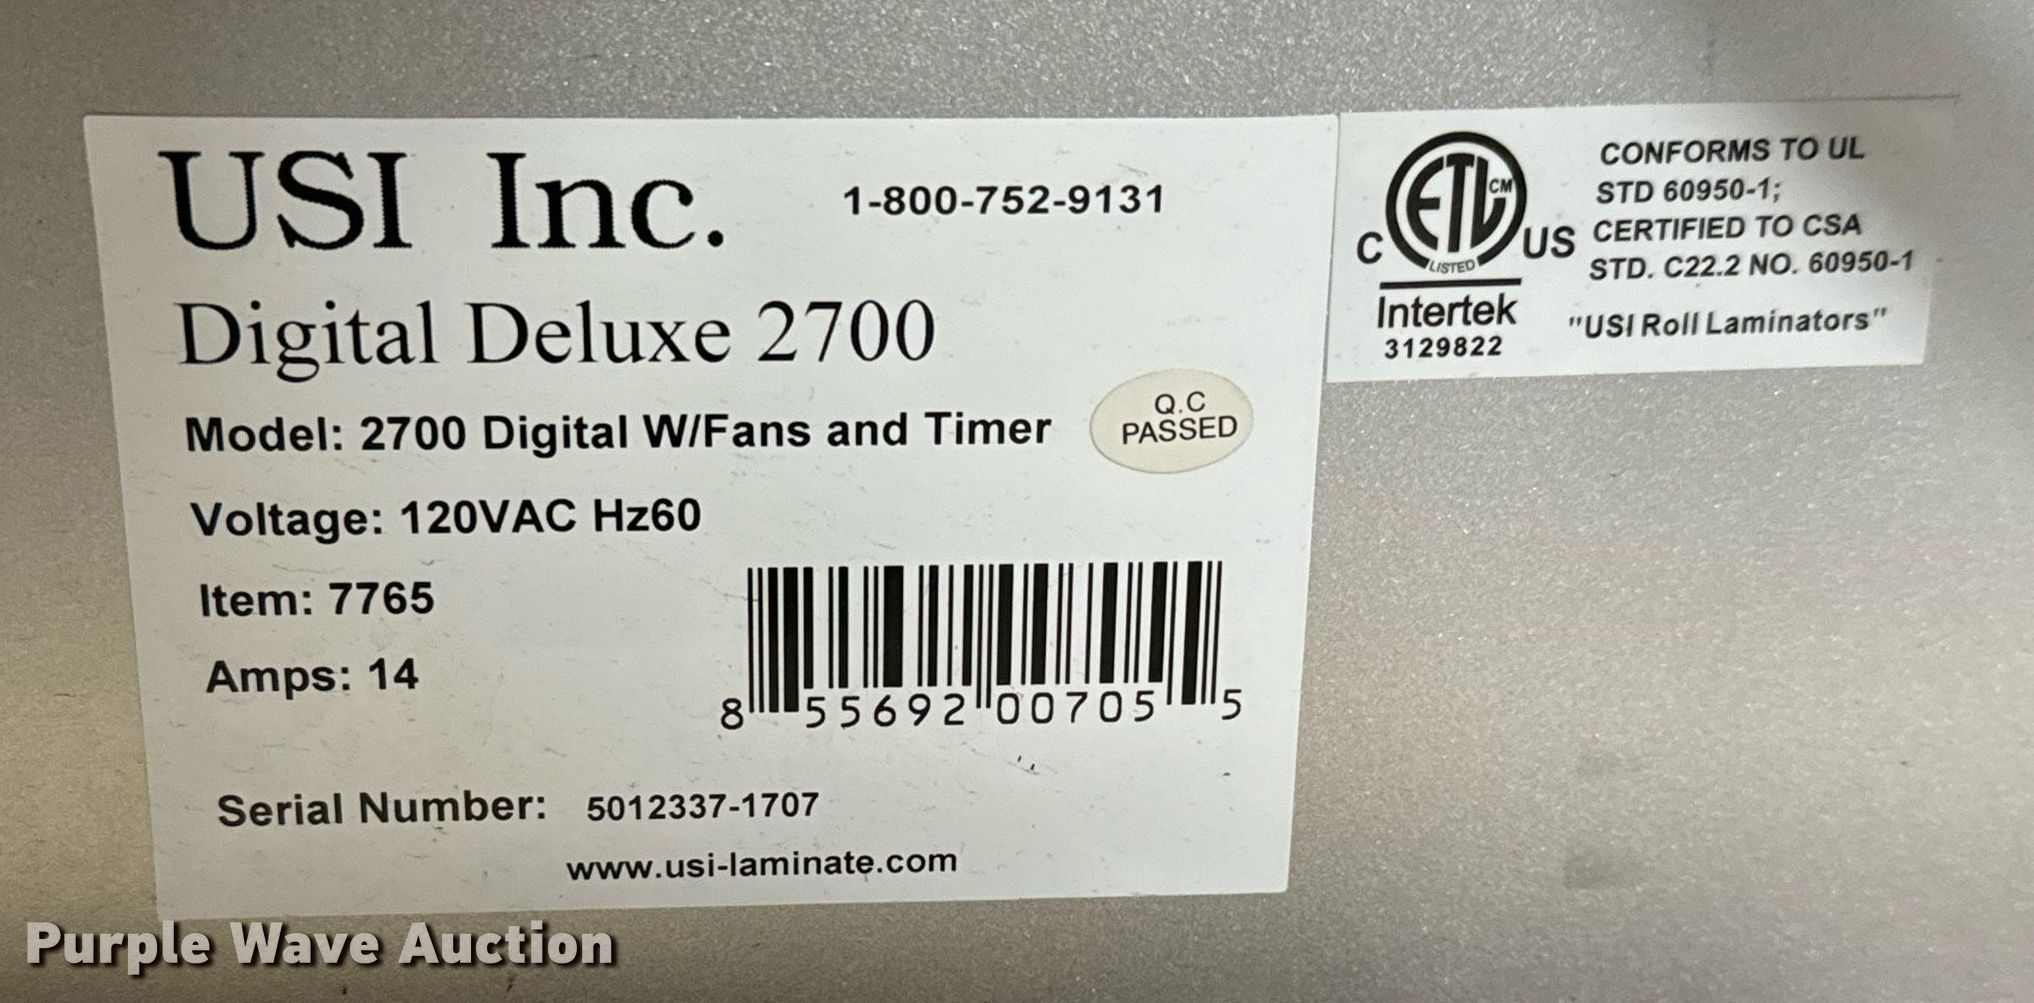 USI Inc. 1-800-752-9131
Digital Deluxe 2700
Model: 2700 Digital W/Fans and Timer
Q.C
PASSED
Voltage: 120VAC Hz60
Item: 7765
Amps: 14
8 55692 00705 5
Serial Number: 5012337-1707
www.usi-laminate.com
ETL CM
C US
LISTED
Intertek
3129822
CONFORMS TO UL
STD 60950-1;
CERTIFIED TO CSA
STD. C22.2 NO. 60950-1
"USI Roll Laminators"
Purple Wave Auction